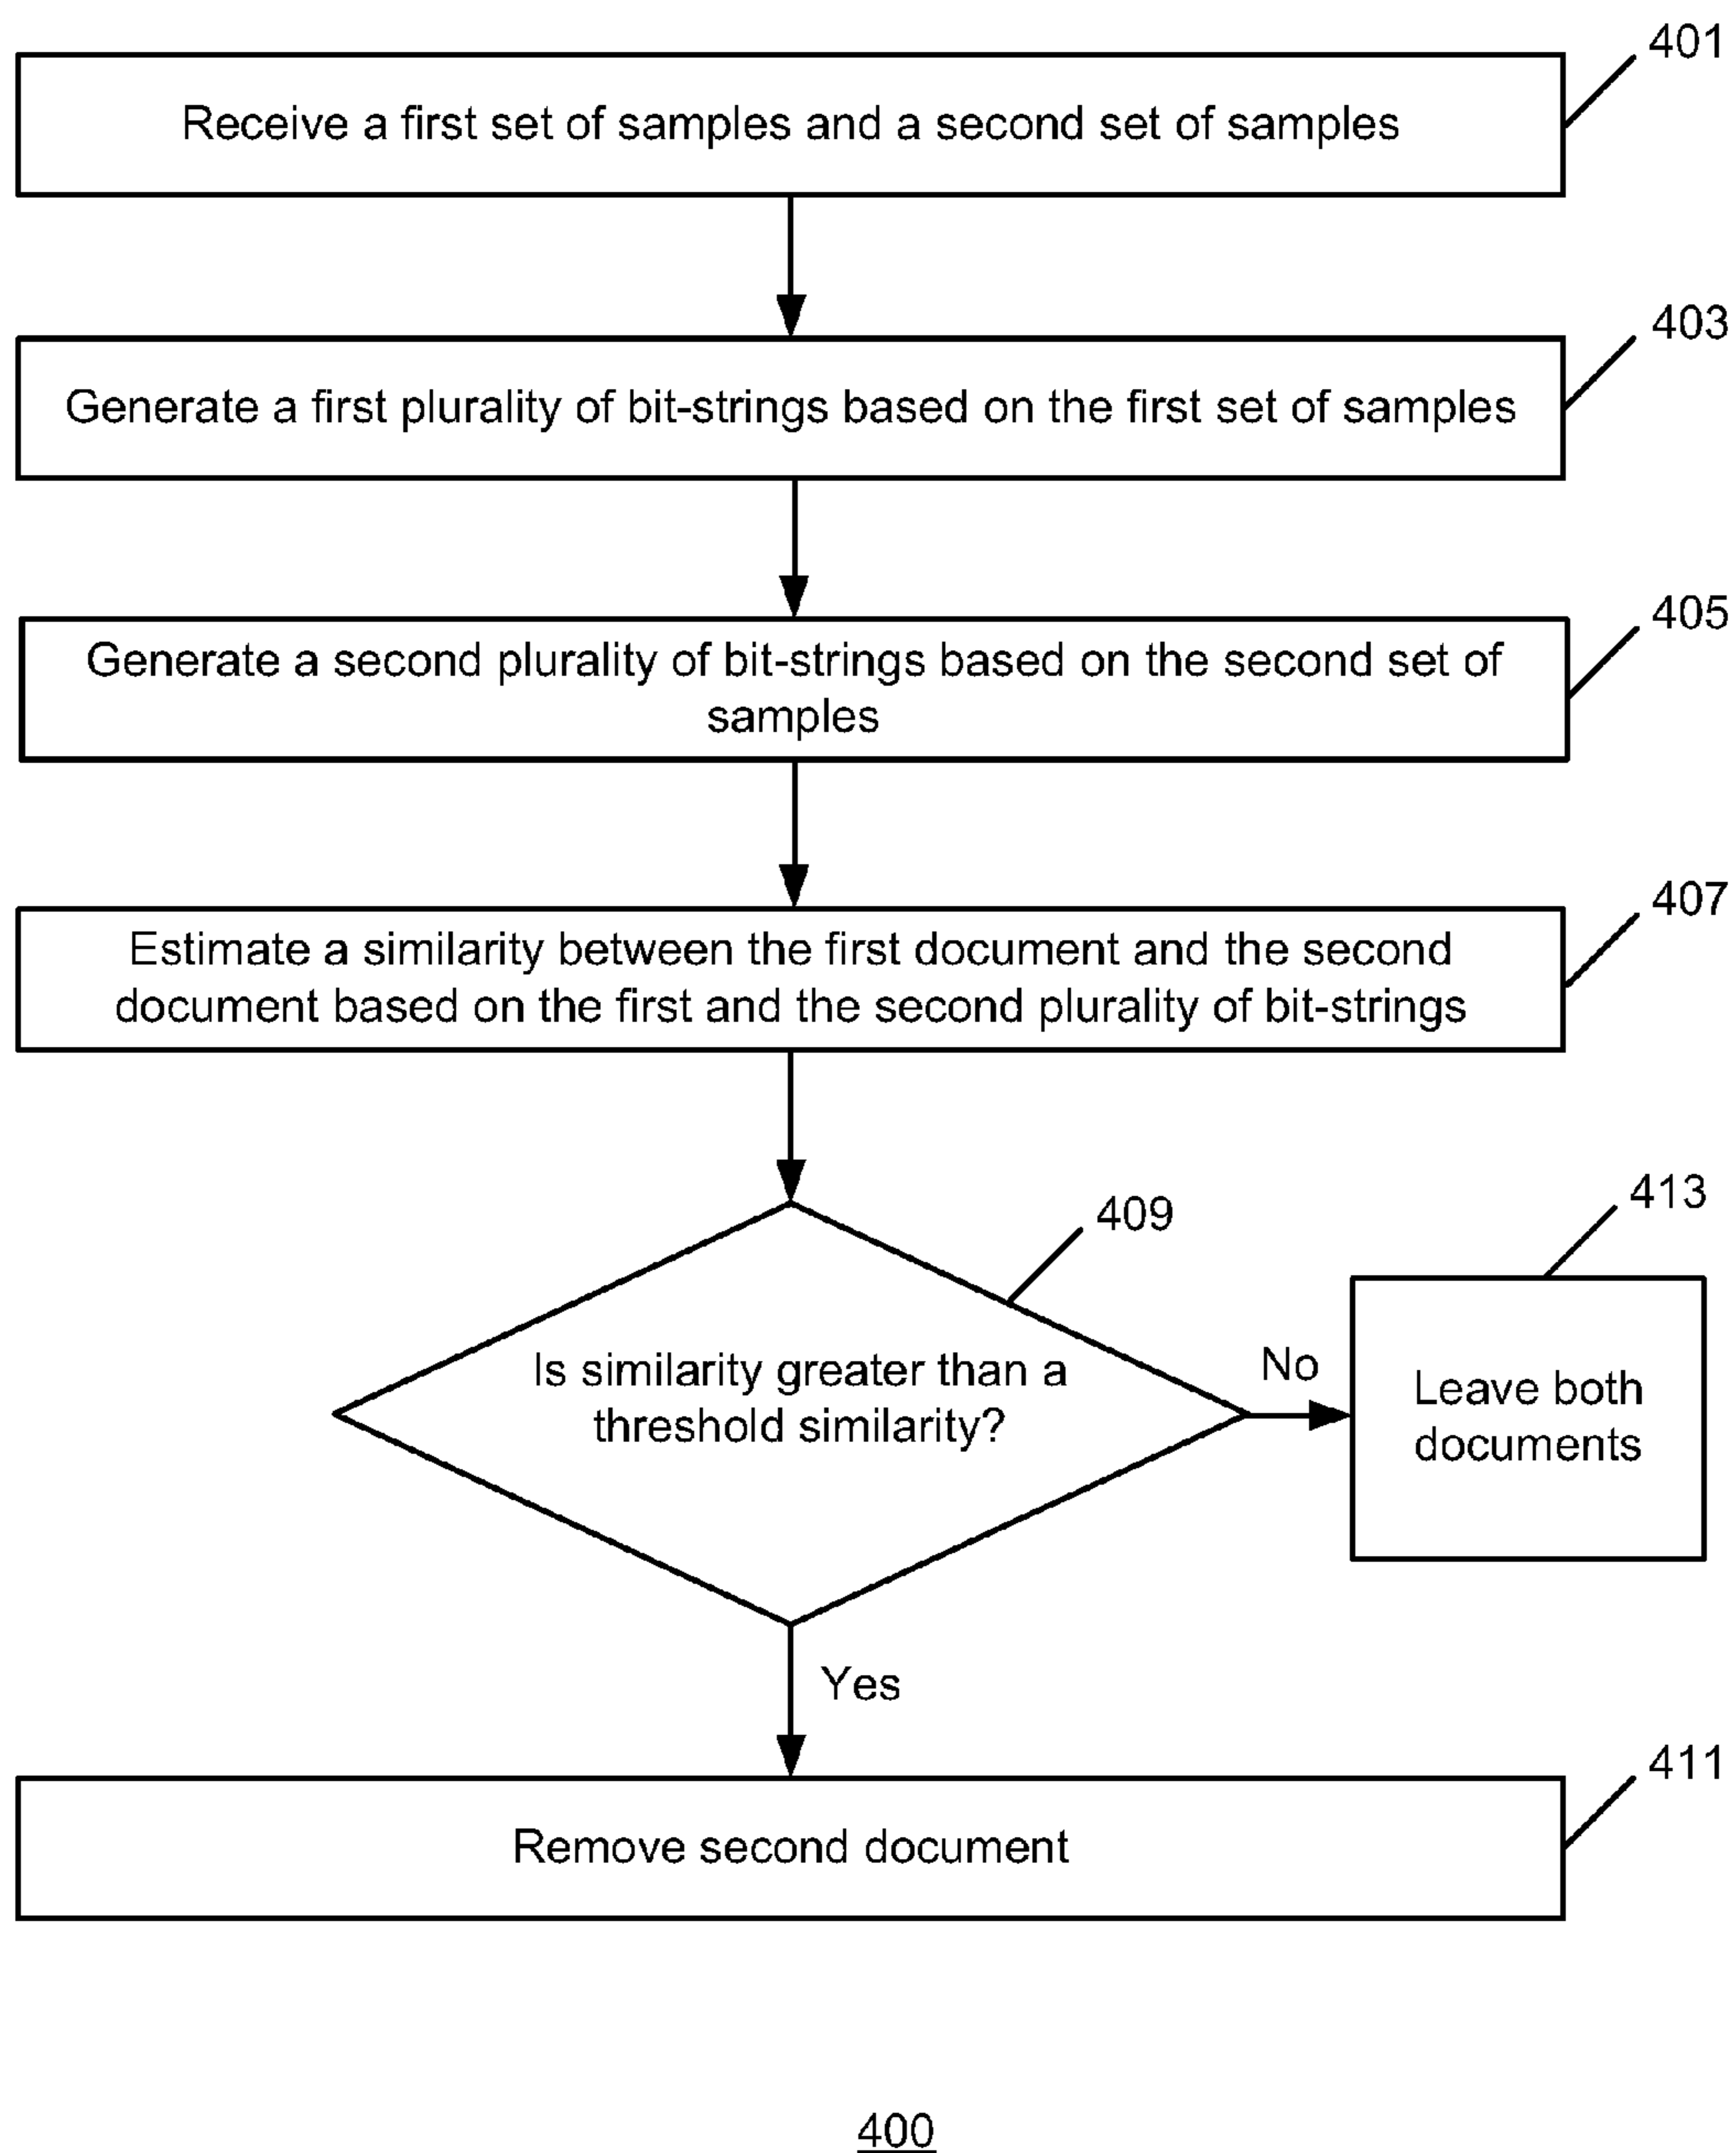 401
Receive a first set of samples and a second set of samples
403
Generate a first plurality of bit-strings based on the first set of samples
405
Generate a second plurality of bit-strings based on the second set of
samples
407
Estimate a similarity between the first document and the second
document based on the first and the second plurality of bit-strings
409
Is similarity greater than a
threshold similarity?
No
413
Leave both
documents
Yes
411
Remove second document
400